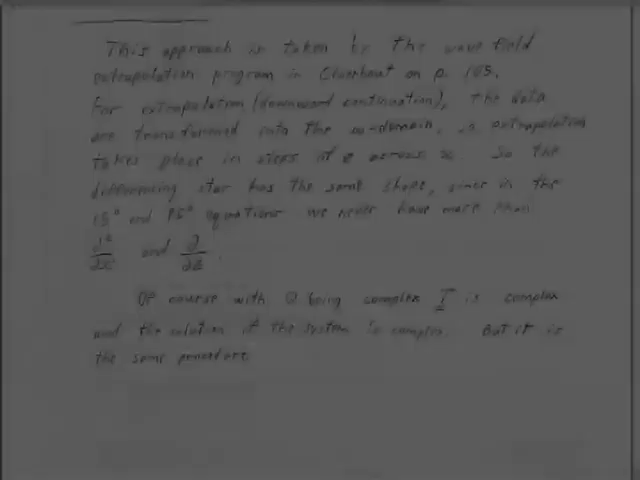 This approach is taken by the wave field
extrapolation program in Claerbout on p. 185.
For extrapolation (downward continuation), the data
are transformed into the ω-domain, so extrapolation
takes place in steps of z across x. So the
differencing star has the same shape, since in the
15° and 45° equations we never have more than
∂²/∂x² and ∂/∂z.
Of course with Q being complex I is complex
and the solution of the system is complex. But it is
the same procedure.